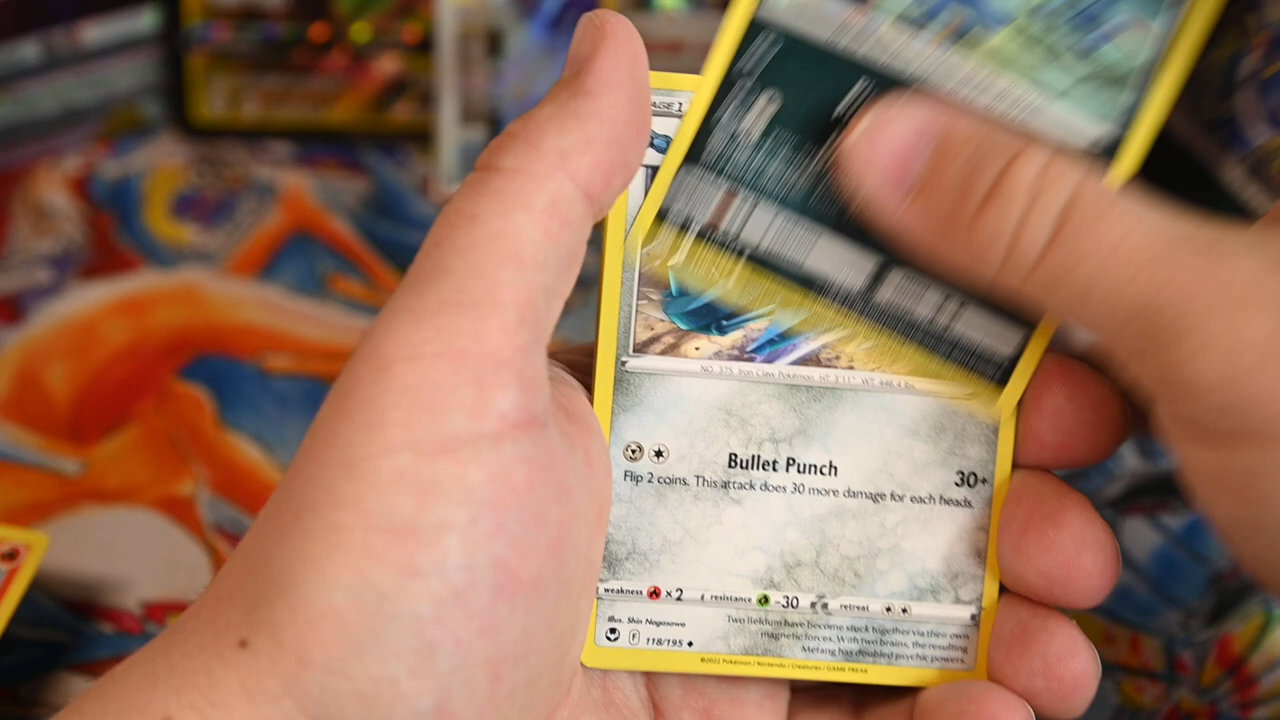 AGE 1
NO. 375 Iron Claw Pokémon HT: 3'11" WT: 446.4 lbs.
Bullet Punch 30+
Flip 2 coins. This attack does 30 more damage for each heads.
weakness ×2 resistance -30 retreat
Illus. Shin Nagasawa
F 118/195
Two Beldum have become stuck together via their own
magnetic forces. With two brains, the resulting
Metang has doubled psychic powers.
©2022 Pokémon / Nintendo / Creatures / GAME FREAK